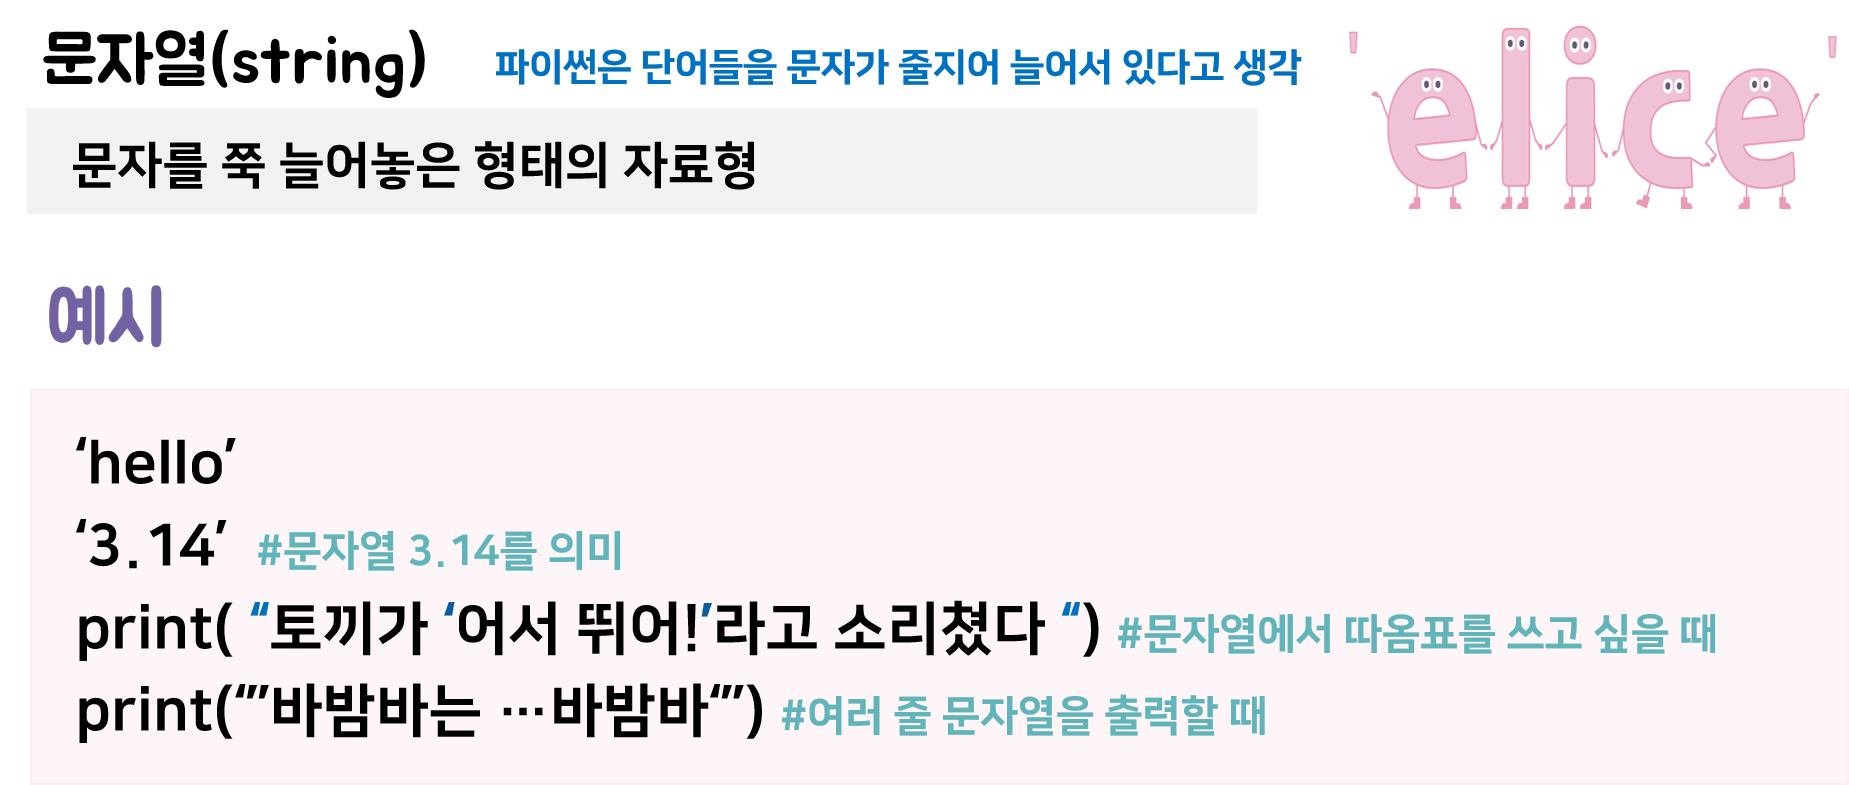 문자열(string) 파이썬은 단어들을 문자가 줄지어 늘어서 있다고 생각
'elice'
문자를 쭉 늘어놓은 형태의 자료형
예시
‘hello’
‘3.14’ #문자열 3.14를 의미
print( “토끼가 ‘어서 뛰어!’라고 소리쳤다 “) #문자열에서 따옴표를 쓰고 싶을 때
print(‘’’바밤바는 …바밤바‘’’) #여러 줄 문자열을 출력할 때